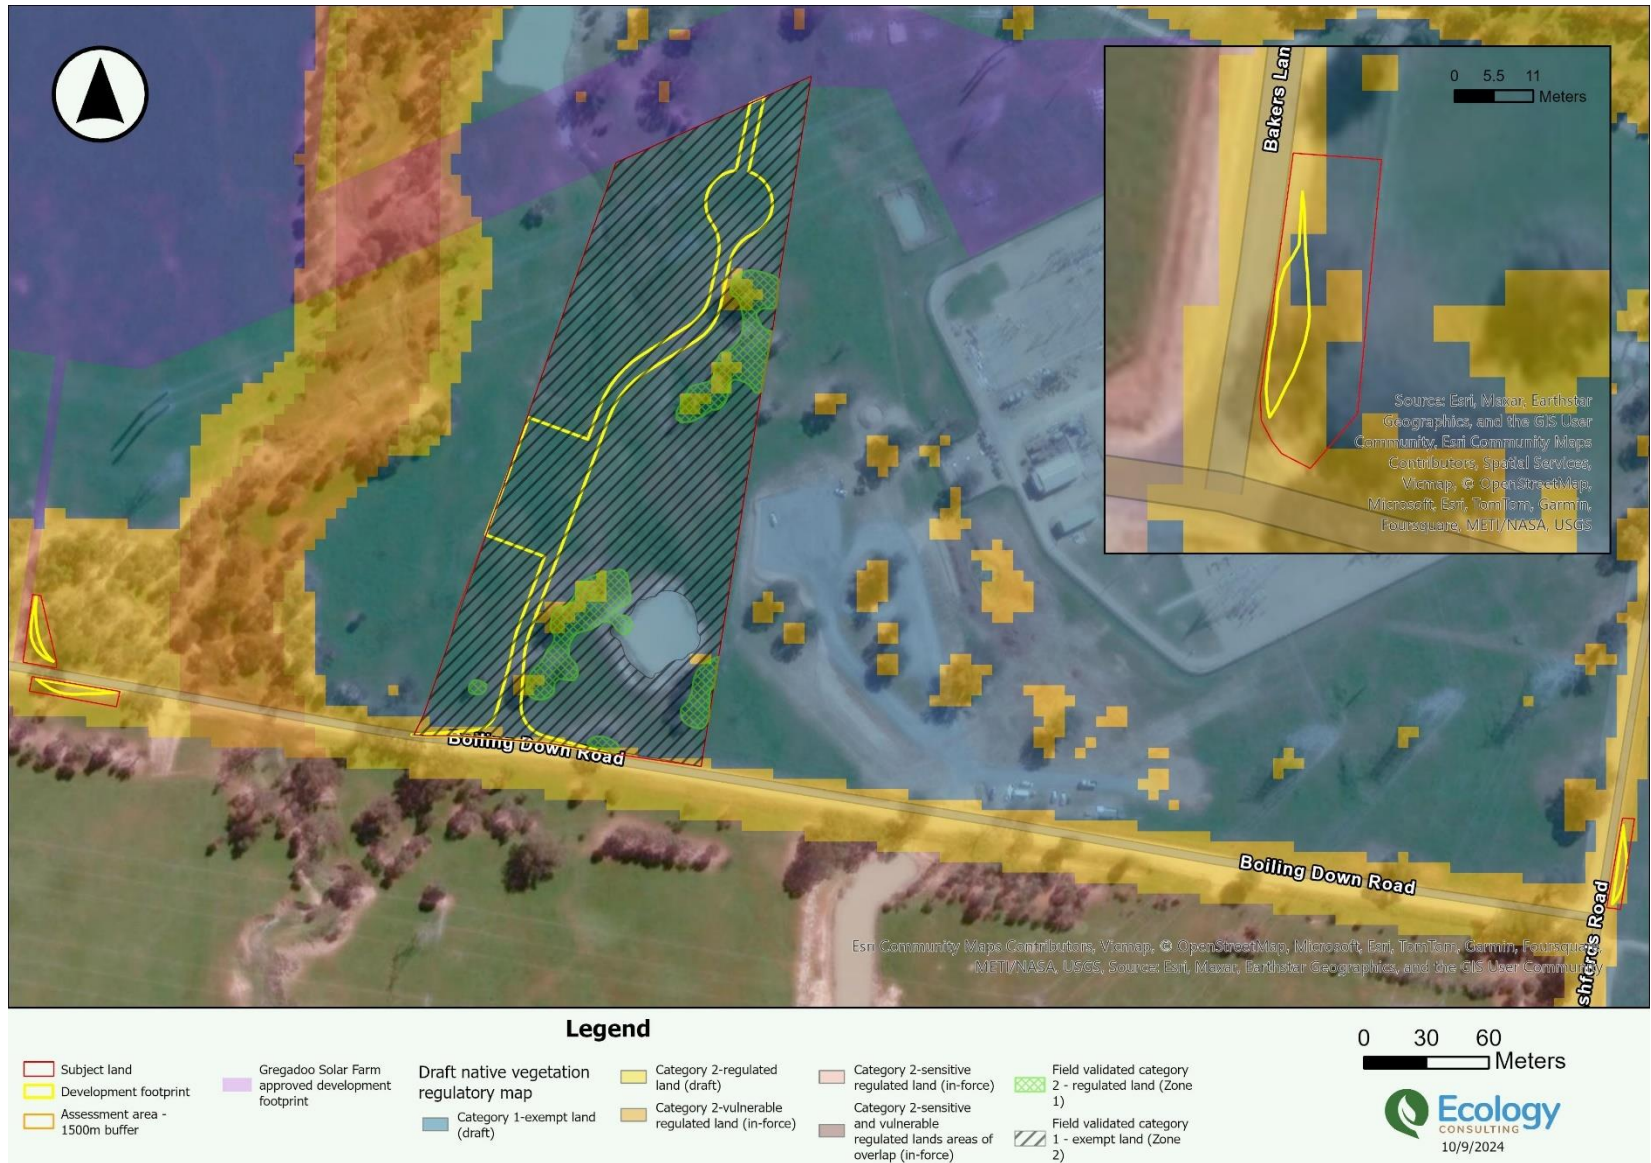 Bakers Lan
0 5.5 11
Meters
Source: Esri, Maxar, Earthstar
Geographics, and the GIS User
Community, Esri Community Maps
Contributors, Spatial Services,
Vicmap, © OpenStreetMap,
Microsoft, Esri, TomTom, Garmin,
Foursquare, METI/NASA, USGS
Boiling Down Road
Boiling Down Road
shfords Road
Esri Community Maps Contributors, Vicmap, © OpenStreetMap, Microsoft, Esri, TomTom, Garmin, Foursquare,
METI/NASA, USGS, Source: Esri, Maxar, Earthstar Geographics, and the GIS User Community
Legend
Subject land
Development footprint
Assessment area -
1500m buffer
Gregadoo Solar Farm
approved development
footprint
Draft native vegetation
regulatory map
Category 1-exempt land
(draft)
Category 2-regulated
land (draft)
Category 2-vulnerable
regulated land (in-force)
Category 2-sensitive
regulated land (in-force)
Category 2-sensitive
and vulnerable
regulated lands areas of
overlap (in-force)
Field validated category
2 - regulated land (Zone
1)
Field validated category
1 - exempt land (Zone
2)
0 30 60
Meters
Ecology
CONSULTING
10/9/2024